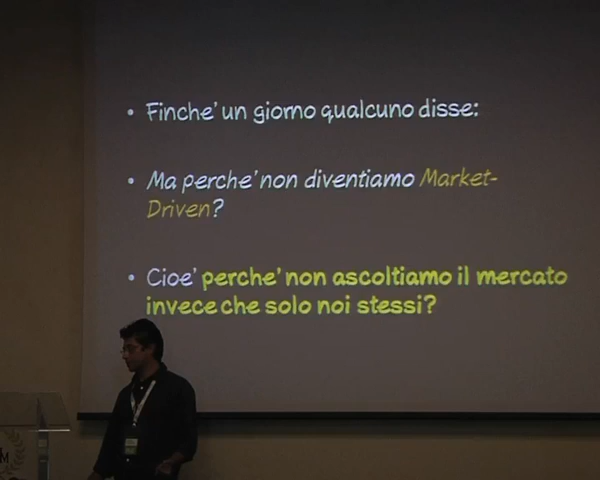 • Finche' un giorno qualcuno disse:
• Ma perche' non diventiamo Market-
Driven?
• Cioe' perche' non ascoltiamo il mercato
invece che solo noi stessi?
M